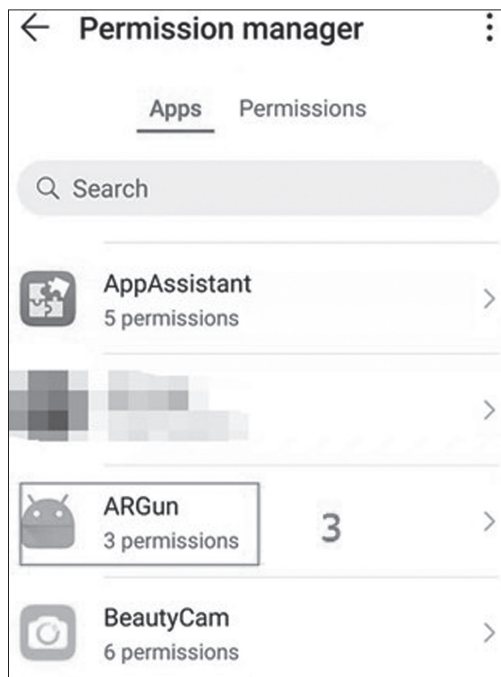 Permission manager
Apps Permissions
Search
AppAssistant
5 permissions
ARGun
3 permissions
3
BeautyCam
6 permissions